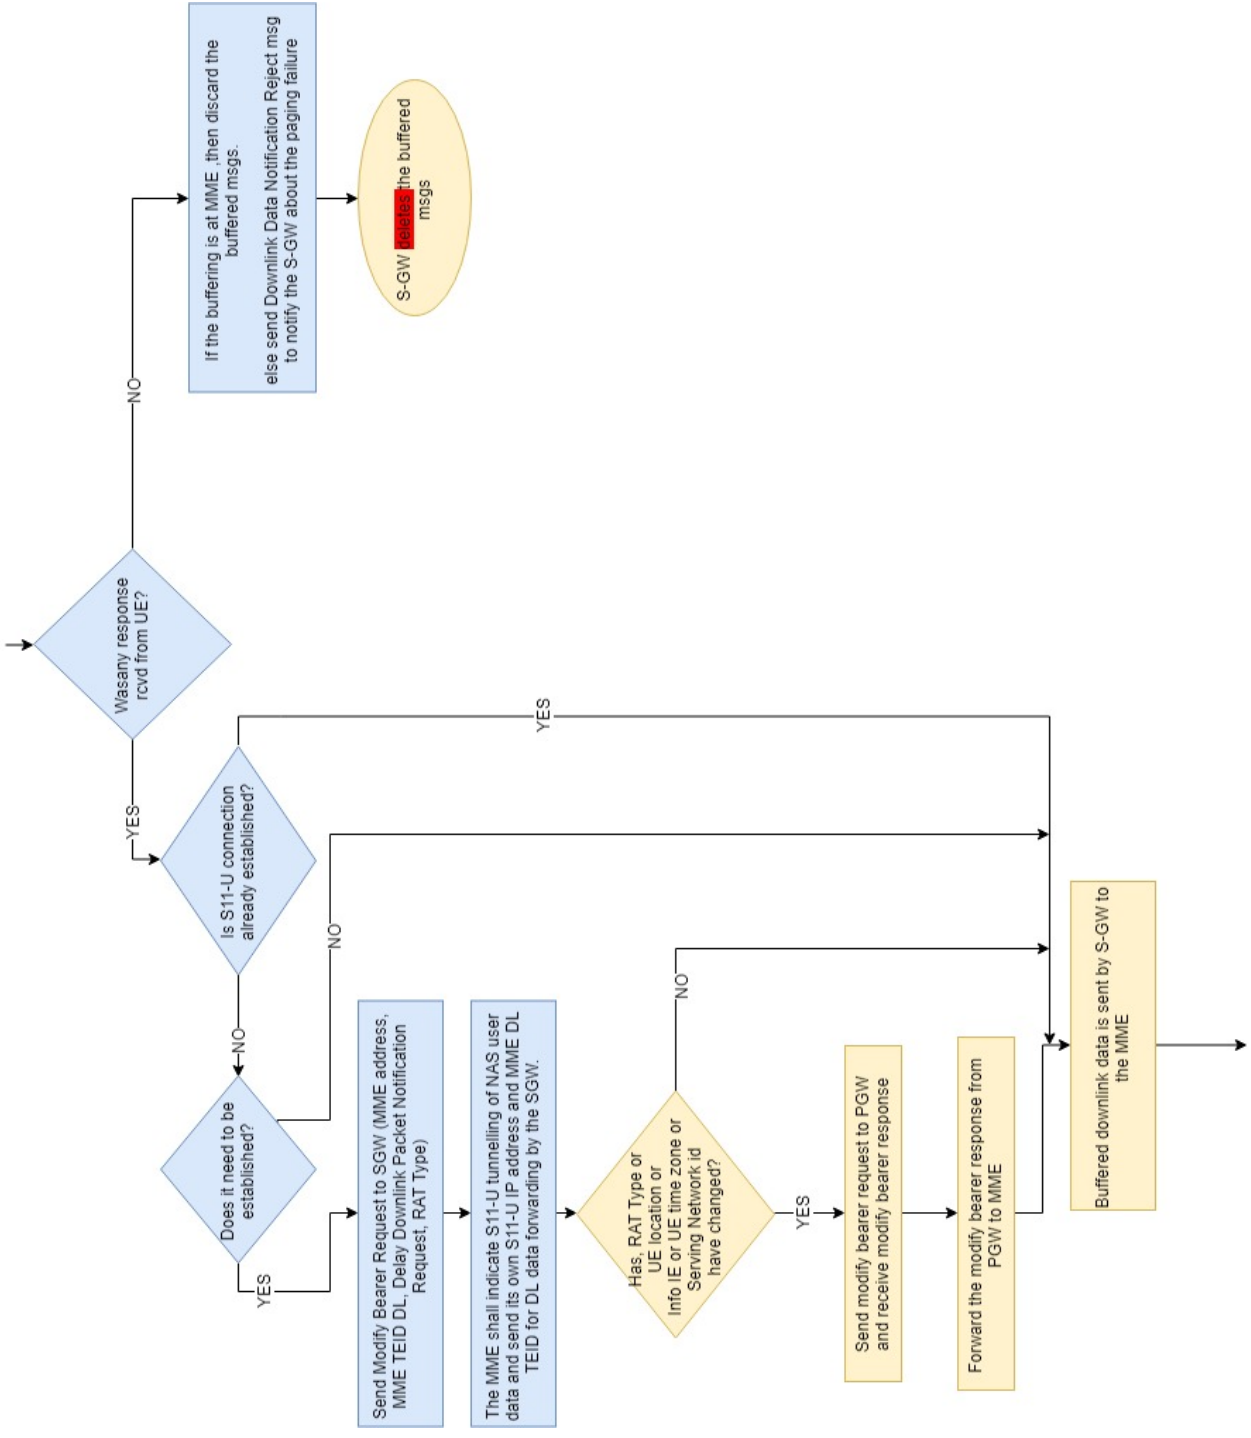 Wasany response
rcvd from UE?
NO
If the buffering is at MME ,then discard the
buffered msgs.
else send Downlink Data Notification Reject msg
to notify the S-GW about the paging failure
S-GW deletes the buffered
msgs
YES
Is S11-U connection
already established?
YES
NO
Does it need to be
established?
NO
YES
Send Modify Bearer Request to SGW (MME address,
MME TEID DL, Delay Downlink Packet Notification
Request, RAT Type)
The MME shall indicate S11-U tunnelling of NAS user
data and send its own S11-U IP address and MME DL
TEID for DL data forwarding by the SGW.
Has, RAT Type or
UE location or
Info IE or UE time zone or
Serving Network id
have changed?
NO
YES
Send modify bearer request to PGW
and receive modify bearer response
Forward the modify bearer response from
PGW to MME
Buffered downlink data is sent by S-GW to
the MME